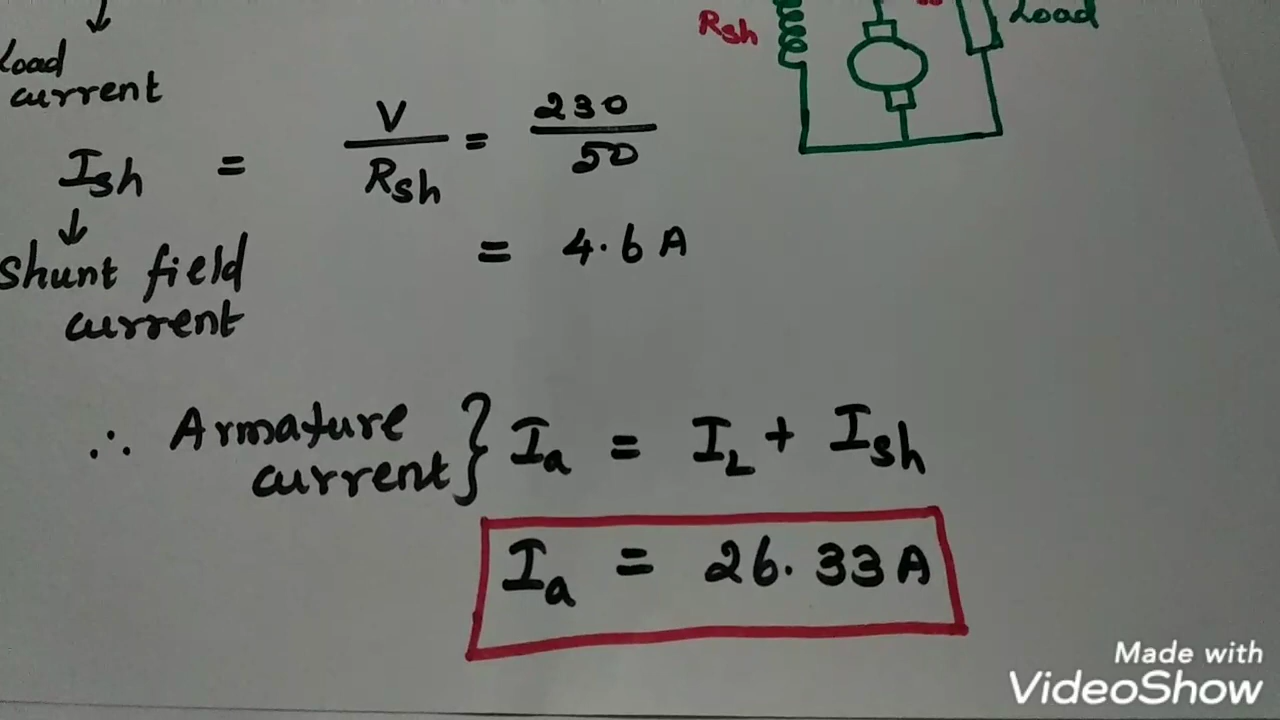 Rsh
Load
Load
current
Ish = V/Rsh = 230/50
= 4.6 A
shunt field
current
∴ Armature current } Ia = IL + Ish
Ia = 26.33A
Made with
VideoShow